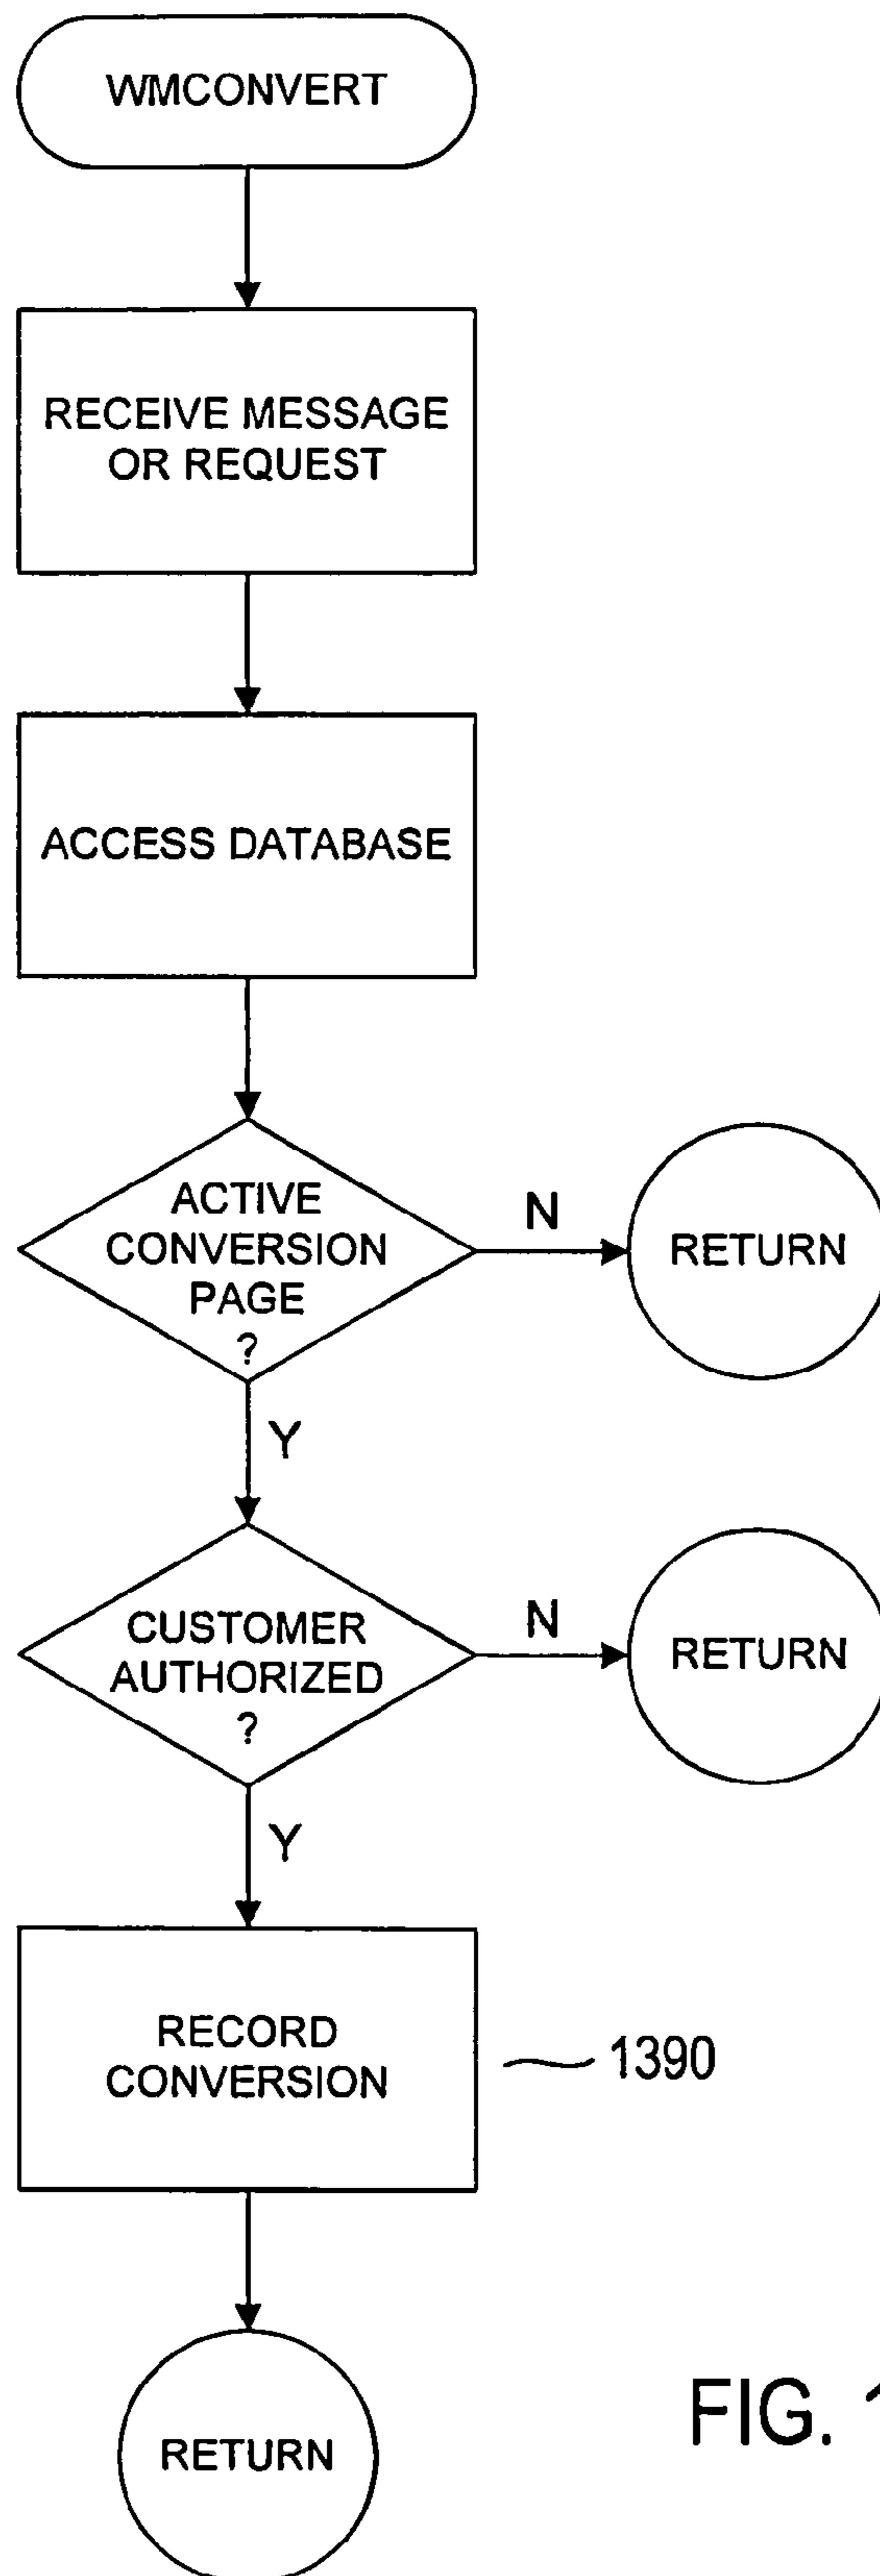 WMCONVERT
RECEIVE MESSAGE
OR REQUEST
ACCESS DATABASE
ACTIVE
CONVERSION
PAGE
?
N
RETURN
Y
CUSTOMER
AUTHORIZED
?
N
RETURN
Y
RECORD
CONVERSION
1390
RETURN
FIG.